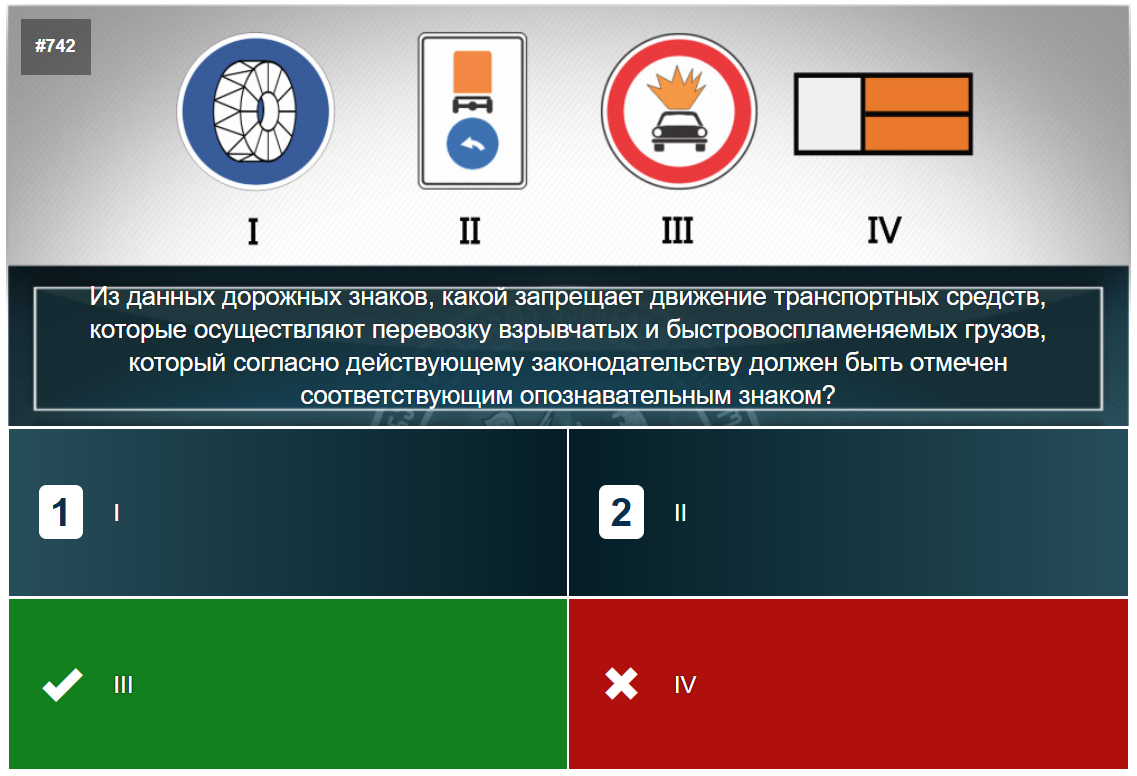 #742
I
II
III
IV
Из данных дорожных знаков, какой запрещает движение транспортных средств,
которые осуществляют перевозку взрывчатых и быстровоспламеняемых грузов,
который согласно действующему законодательству должен быть отмечен
соответствующим опознавательным знаком?
1 I
2 II
III
IV